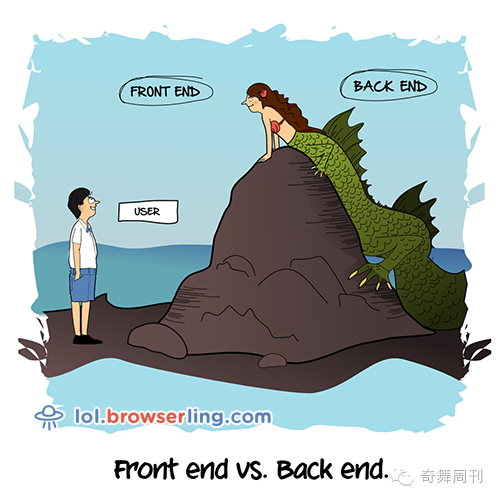 FRONT END
BACK END
USER
lol.browserling.com
Front end vs. Back end.
奇舞周刊